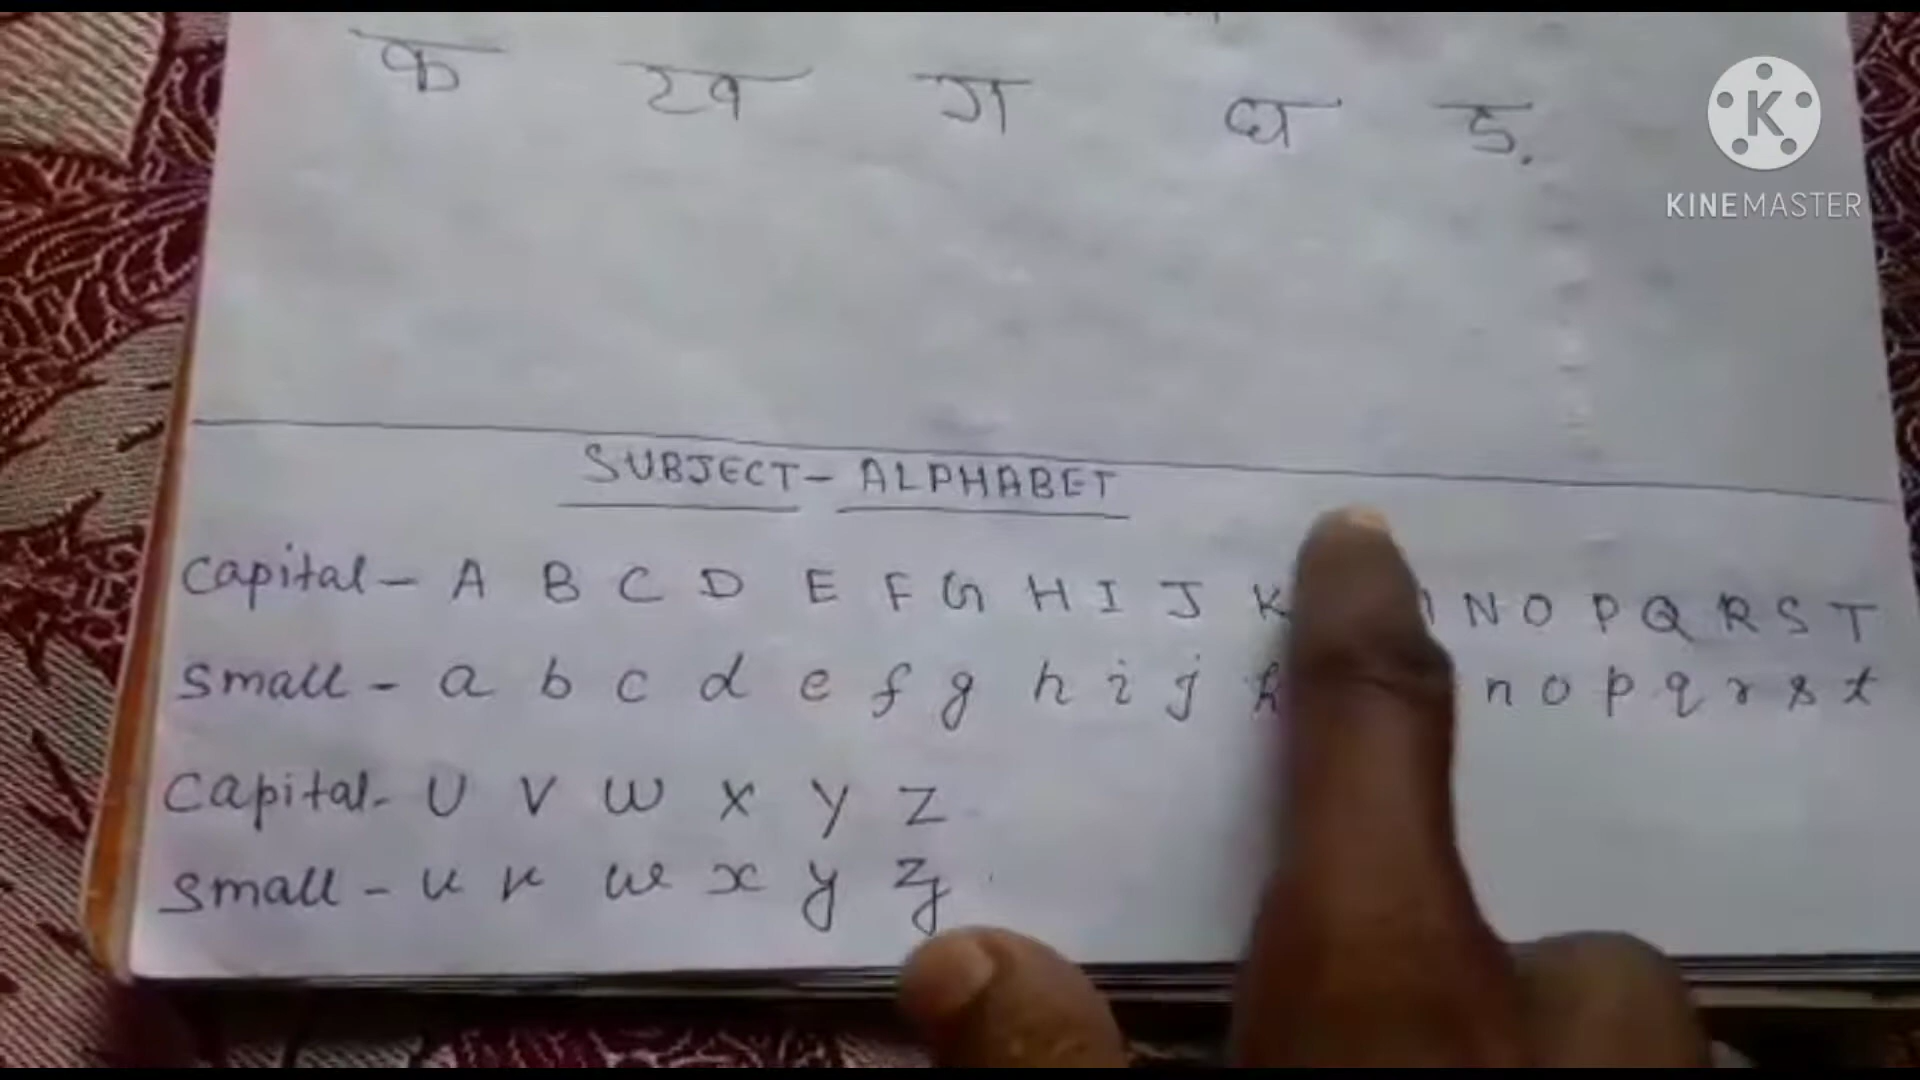 क ख ग घ ङ
K
KINEMASTER
SUBJECT - ALPHABET
Capital - A B C D E F G H I J K N O P Q R S T
Small - a b c d e f g h i j k n o p q r s t
Capital - U V W X Y Z
Small - u v w x y z